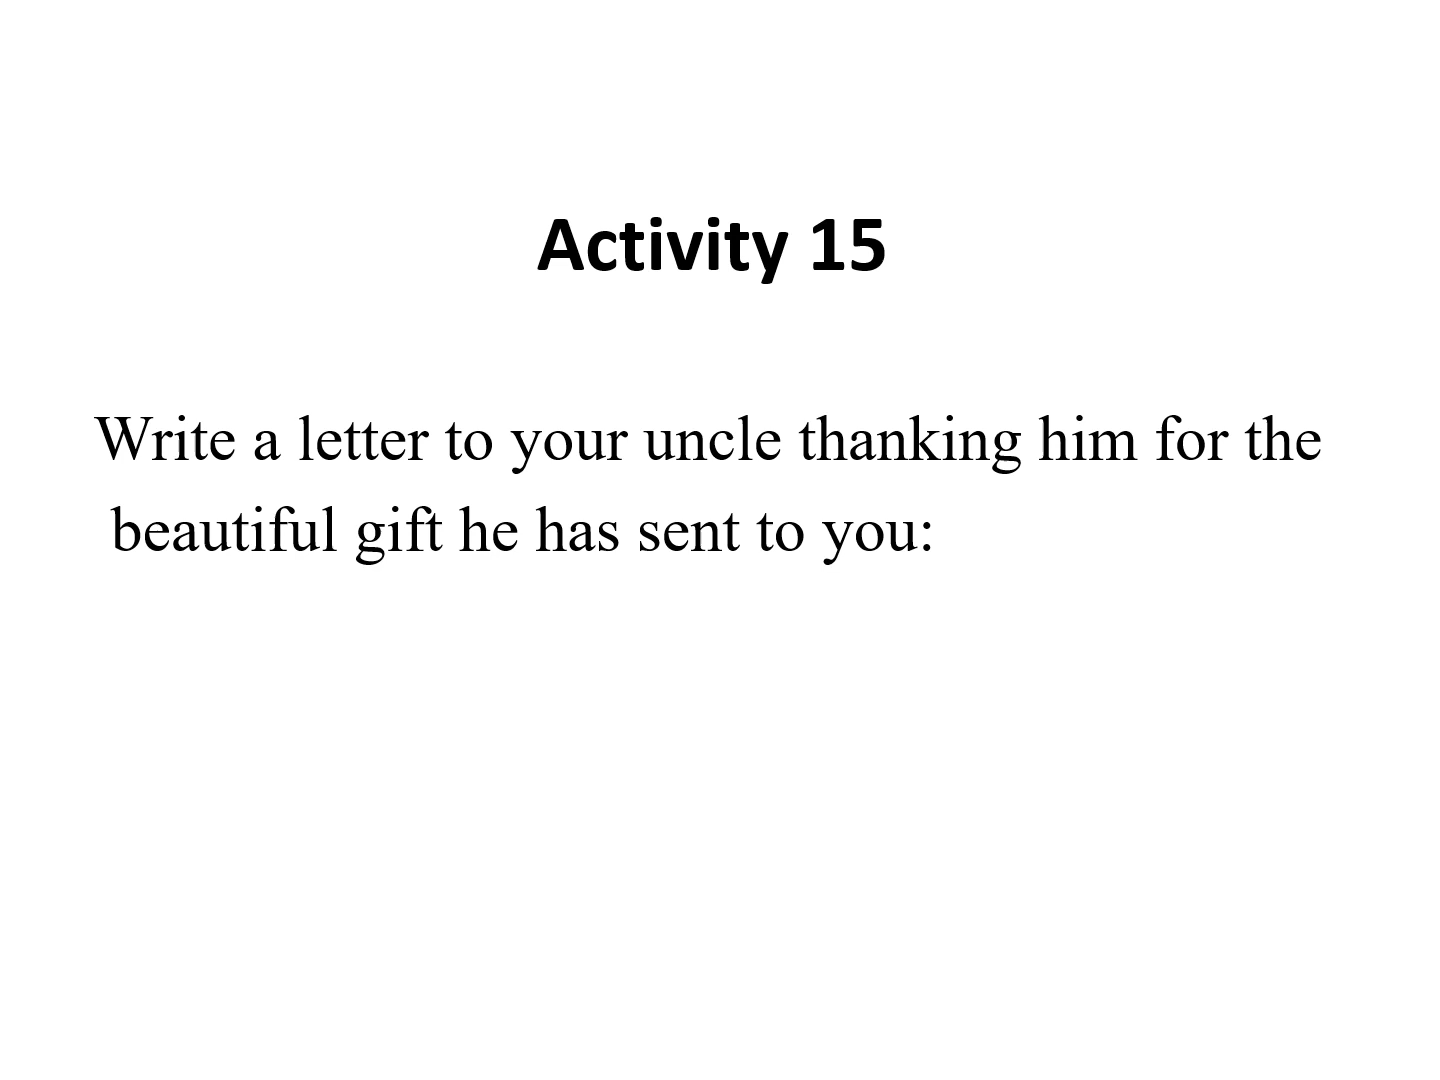 Activity 15
Write a letter to your uncle thanking him for the
beautiful gift he has sent to you: